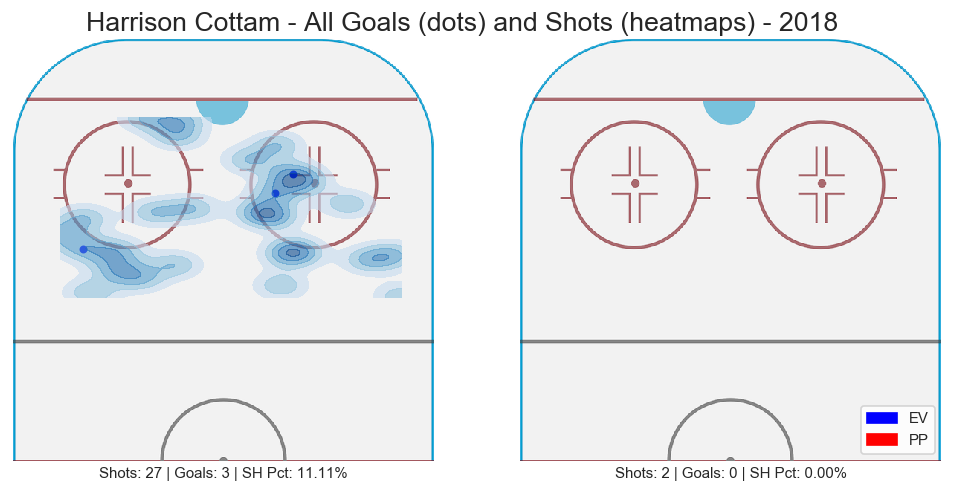 Harrison Cottam - All Goals (dots) and Shots (heatmaps) - 2018
EV
PP
Shots: 27 | Goals: 3 | SH Pct: 11.11%
Shots: 2 | Goals: 0 | SH Pct: 0.00%